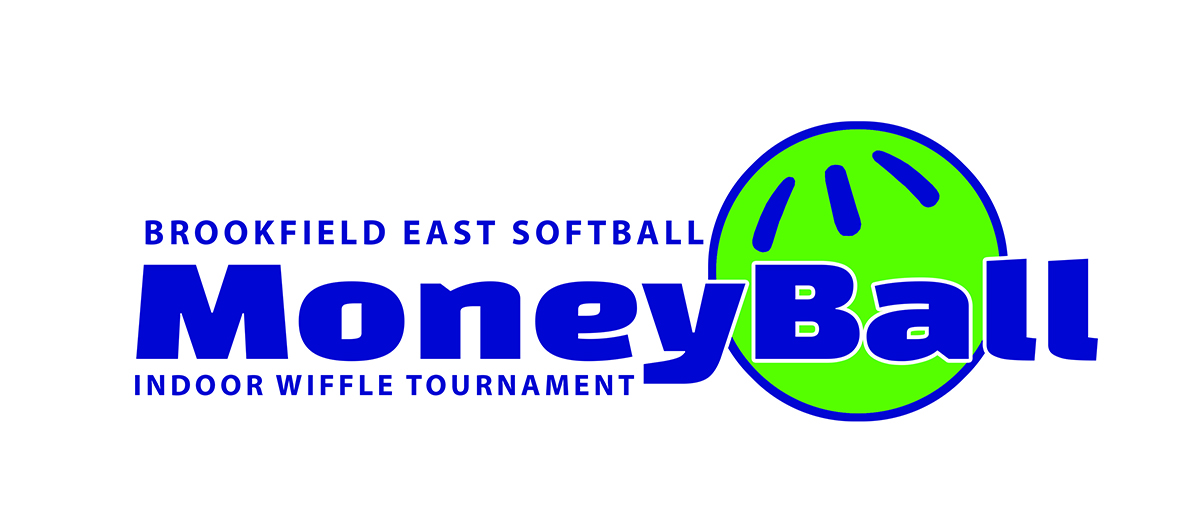 BROOKFIELD EAST SOFTBALL
MoneyBall
INDOOR WIFFLE TOURNAMENT